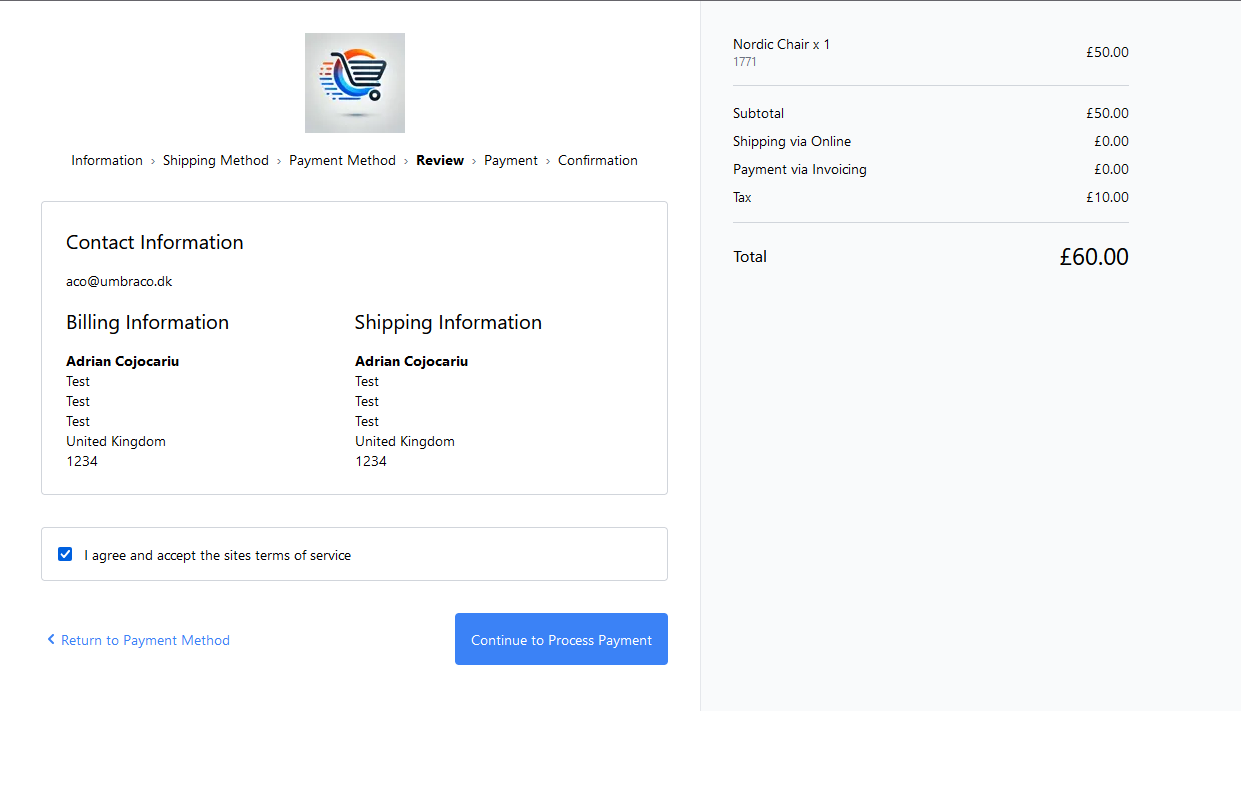 Information › Shipping Method › Payment Method › Review › Payment › Confirmation
Contact Information
aco@umbraco.dk
Billing Information
Adrian Cojocariu
Test
Test
Test
United Kingdom
1234
Shipping Information
Adrian Cojocariu
Test
Test
Test
United Kingdom
1234
I agree and accept the sites terms of service
Return to Payment Method
Continue to Process Payment
Nordic Chair x 1 £50.00
1771
Subtotal £50.00
Shipping via Online £0.00
Payment via Invoicing £0.00
Tax £10.00
Total £60.00